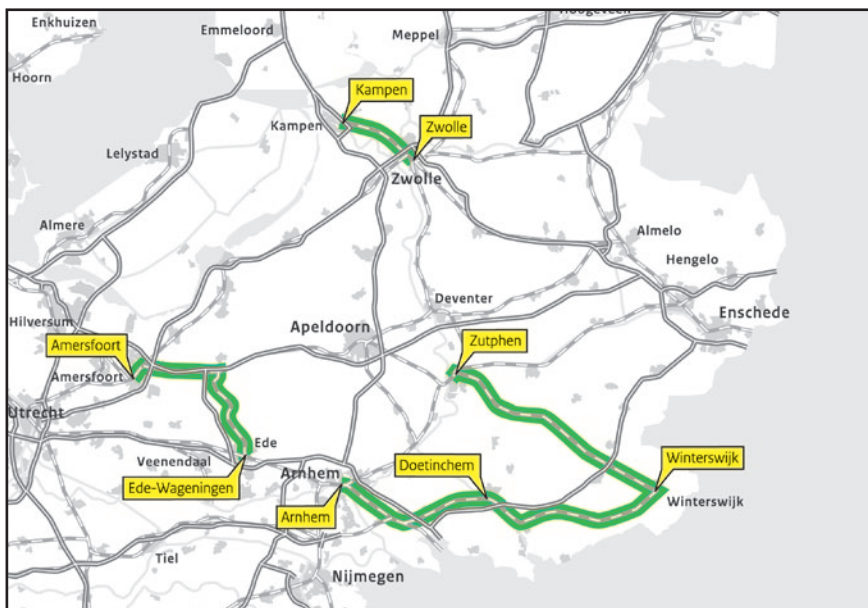 Enkhuizen
Emmeloord
Meppel
Hoogeveen
Hoorn
Kampen
Kampen
Zwolle
Lelystad
Zwolle
Almere
Almelo
Hengelo
Deventer
Hilversum
Apeldoorn
Enschede
Amersfoort
Zutphen
Amersfoort
Utrecht
Ede
Veenendaal
Arnhem
Doetinchem
Winterswijk
Ede-Wageningen
Winterswijk
Arnhem
Tiel
Nijmegen